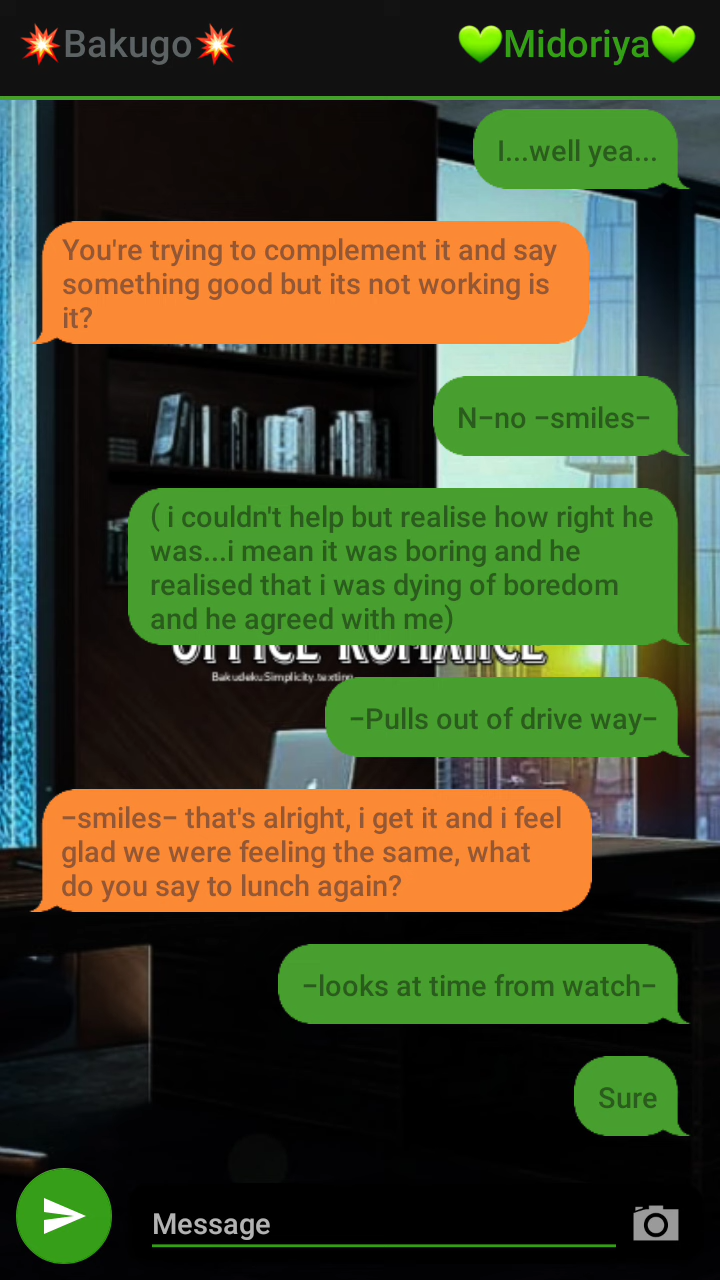 💥Bakugo💥 💚Midoriya💚
I...well yea...
You're trying to complement it and say
something good but its not working is
it?
N-no -smiles-
( i couldn't help but realise how right he
was...i mean it was boring and he
realised that i was dying of boredom
and he agreed with me)
OFFICE ROMANCE
BakudekuSimplicity.texting
-Pulls out of drive way-
-smiles- that's alright, i get it and i feel
glad we were feeling the same, what
do you say to lunch again?
-looks at time from watch-
Sure
Message